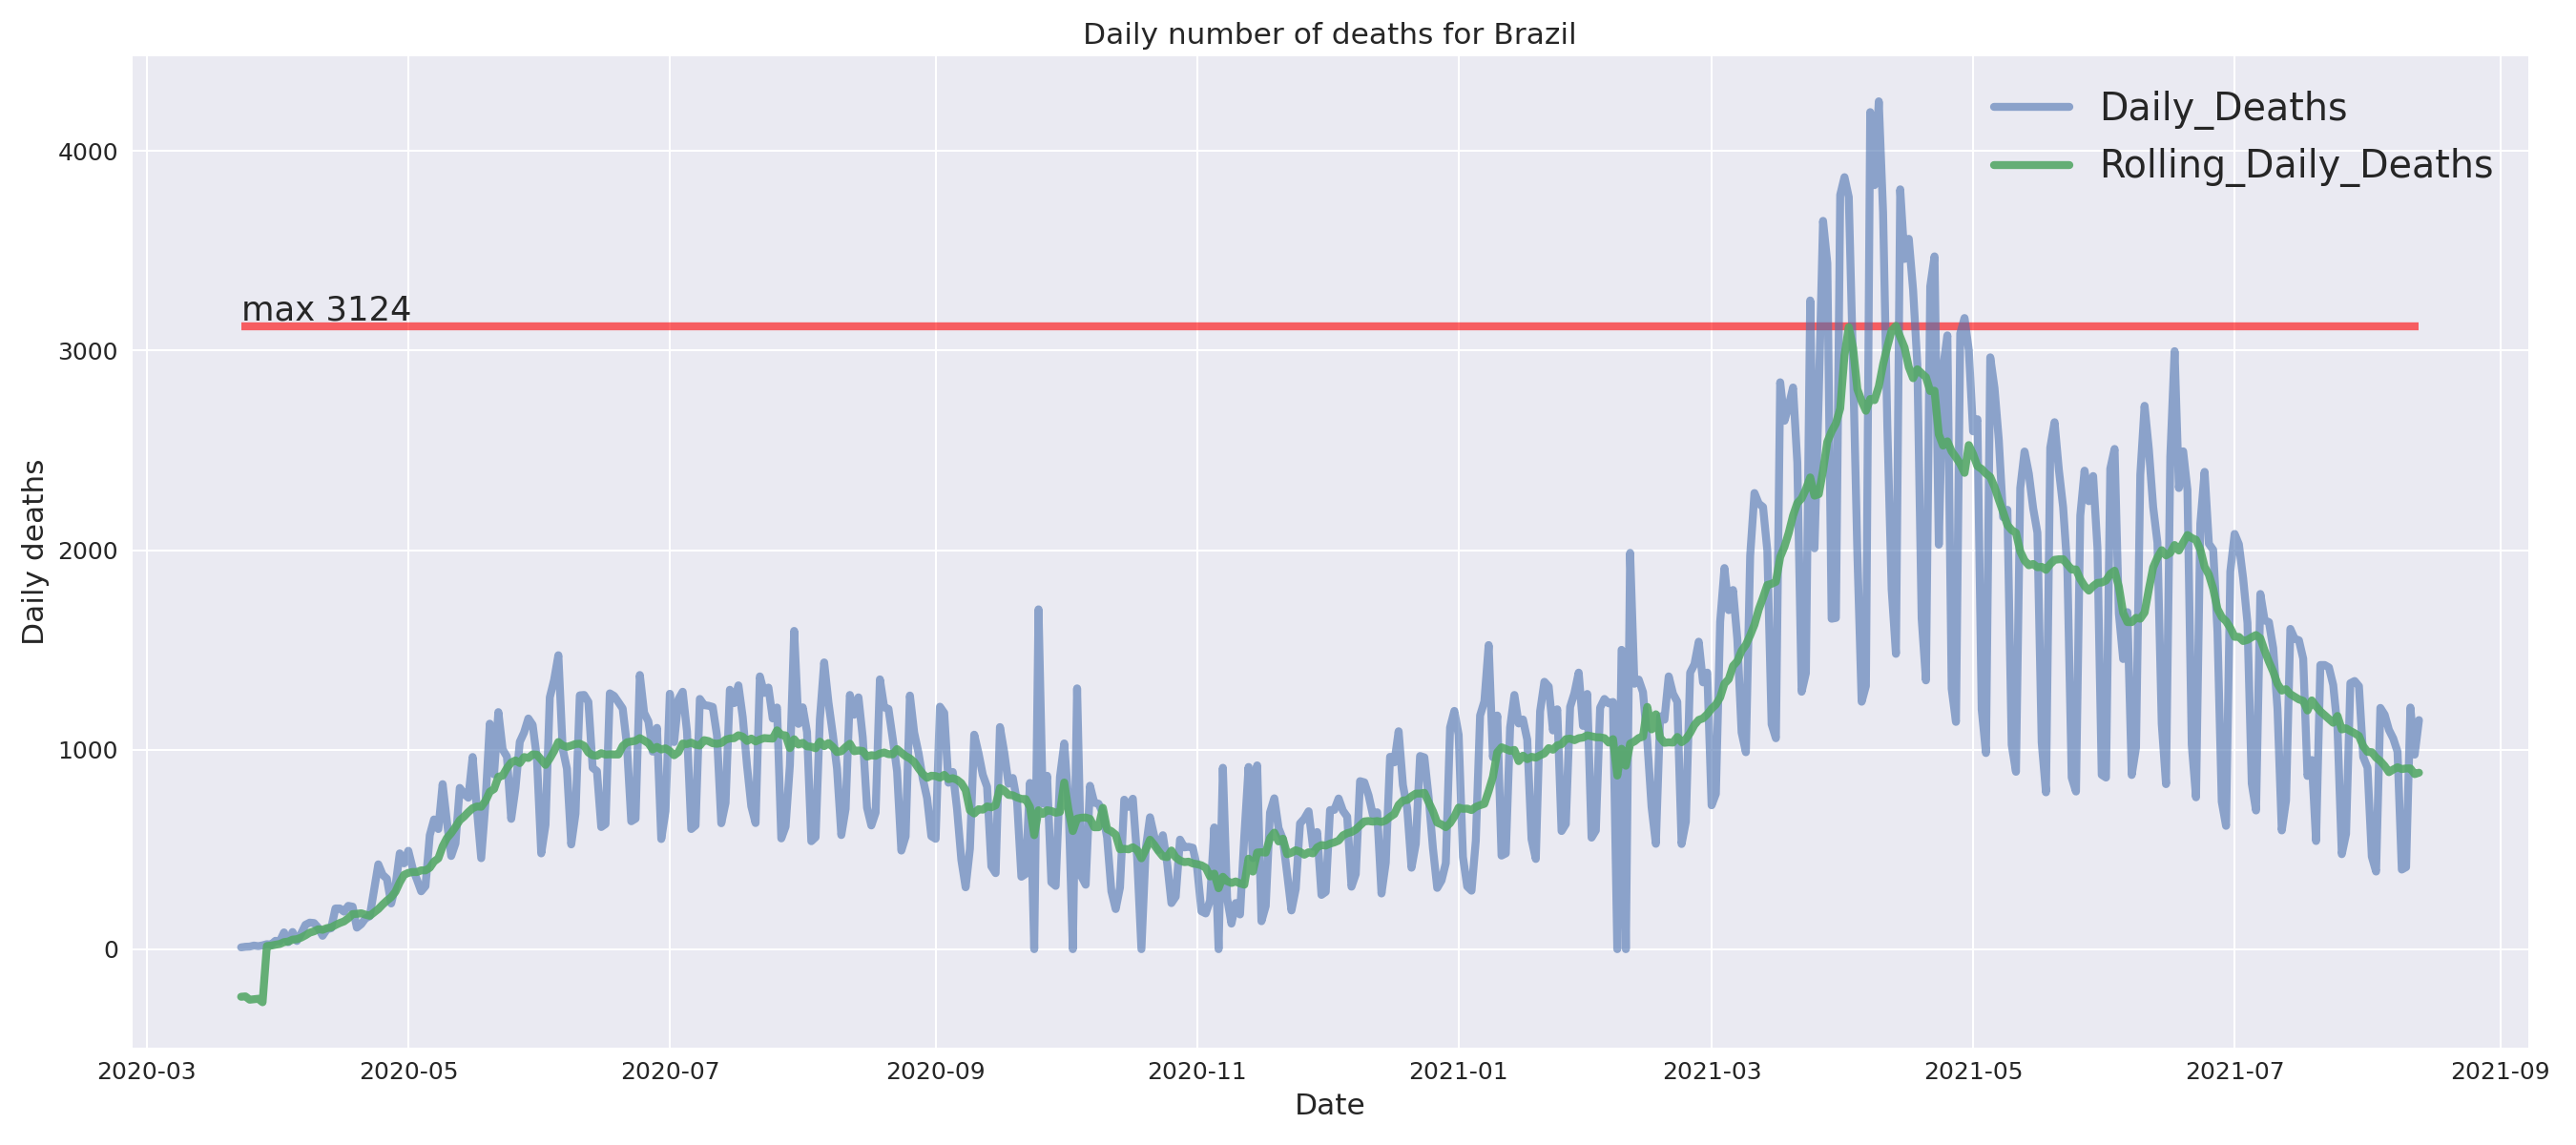 Daily number of deaths for Brazil
Daily_Deaths
Rolling_Daily_Deaths
max 3124
Daily deaths
4000
3000
2000
1000
0
2020-03 2020-05 2020-07 2020-09 2020-11 2021-01 2021-03 2021-05 2021-07 2021-09
Date